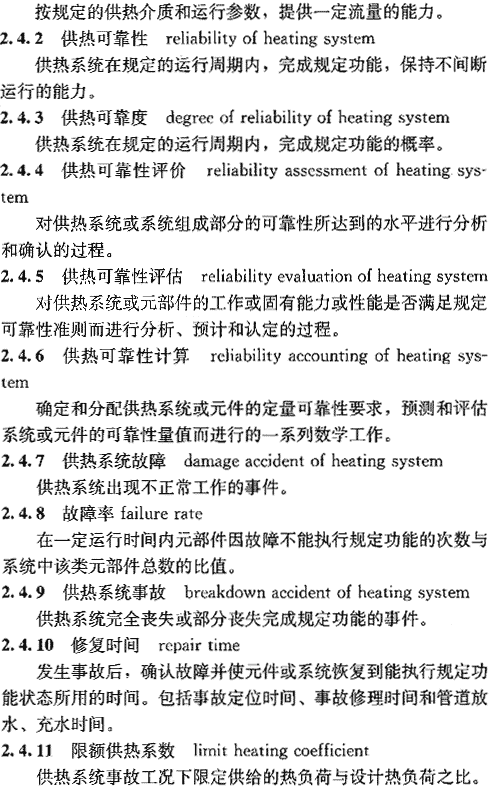 按规定的供热介质和运行参数，提供一定流量的能力。
2.4.2 供热可靠性 reliability of heating system
供热系统在规定的运行周期内，完成规定功能，保持不间断
运行的能力。
2.4.3 供热可靠度 degree of reliability of heating system
供热系统在规定的运行周期内，完成规定功能的概率。
2.4.4 供热可靠性评价 reliability assessment of heating sys-
tem
对供热系统或系统组成部分的可靠性所达到的水平进行分析
和确认的过程。
2.4.5 供热可靠性评估 reliability evaluation of heating system
对供热系统或元部件的工作或固有能力或性能是否满足规定
可靠性准则而进行分析、预计和认定的过程。
2.4.6 供热可靠性计算 reliability accounting of heating sys-
tem
确定和分配供热系统或元件的定量可靠性要求，预测和评估
系统或元件的可靠性量值而进行的一系列数学工作。
2.4.7 供热系统故障 damage accident of heating system
供热系统出现不正常工作的事件。
2.4.8 故障率 failure rate
在一定运行时间内元部件因故障不能执行规定功能的次数与
系统中该类元部件总数的比值。
2.4.9 供热系统事故 breakdown accident of heating system
供热系统完全丧失或部分丧失完成规定功能的事件。
2.4.10 修复时间 repair time
发生事故后，确认故障并使元件或系统恢复到能执行规定功
能状态所用的时间。包括事故定位时间、事故修理时间和管道放
水、充水时间。
2.4.11 限额供热系数 limit heating coefficient
供热系统事故工况下限定供给的热负荷与设计热负荷之比。